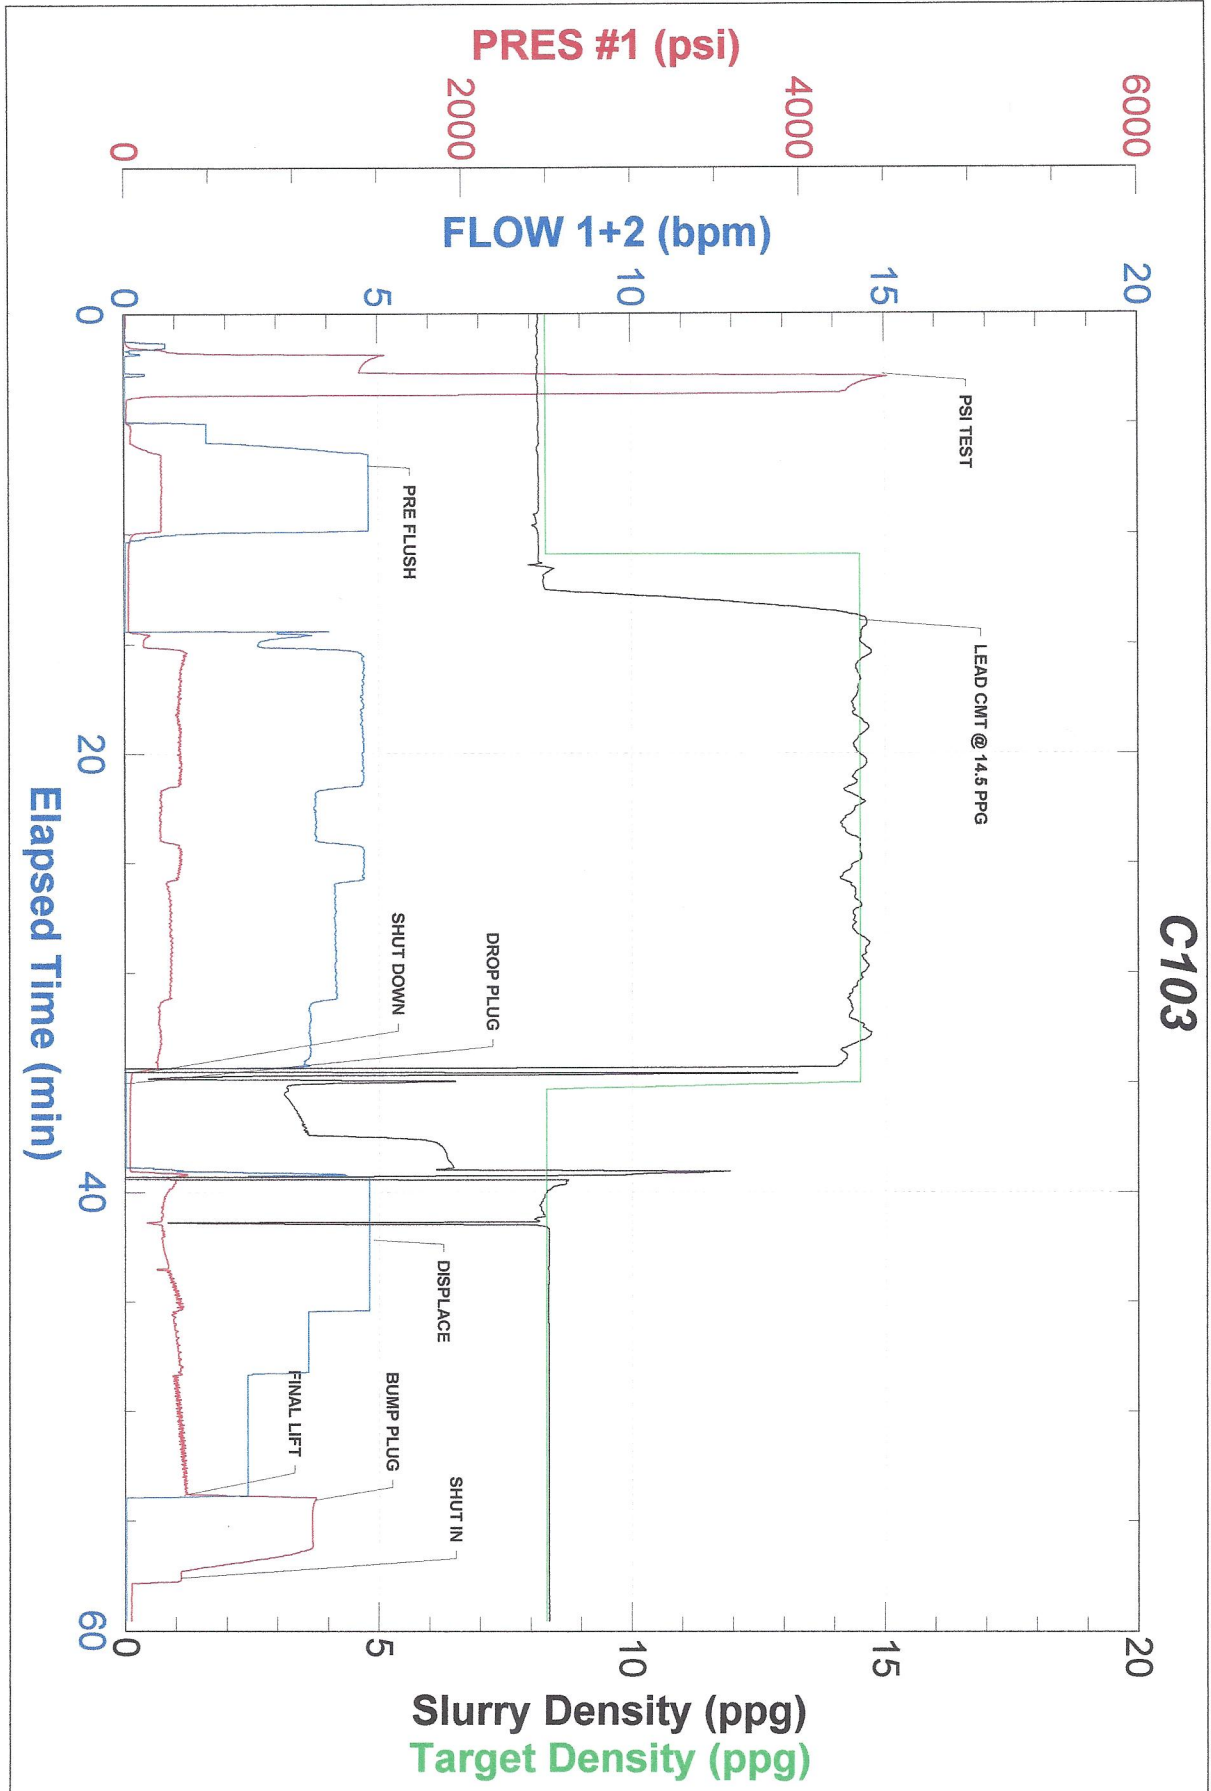 C103
PRES #1 (psi)
6000
4000
2000
0
FLOW 1+2 (bpm)
20
15
10
5
0
PSI TEST
PRE FLUSH
LEAD CMT @ 14.5 PPG
SHUT DOWN
DROP PLUG
DISPLACE
FINAL LIFT
BUMP PLUG
SHUT IN
0
20
40
60
Elapsed Time (min)
20
15
10
5
0
Slurry Density (ppg)
Target Density (ppg)